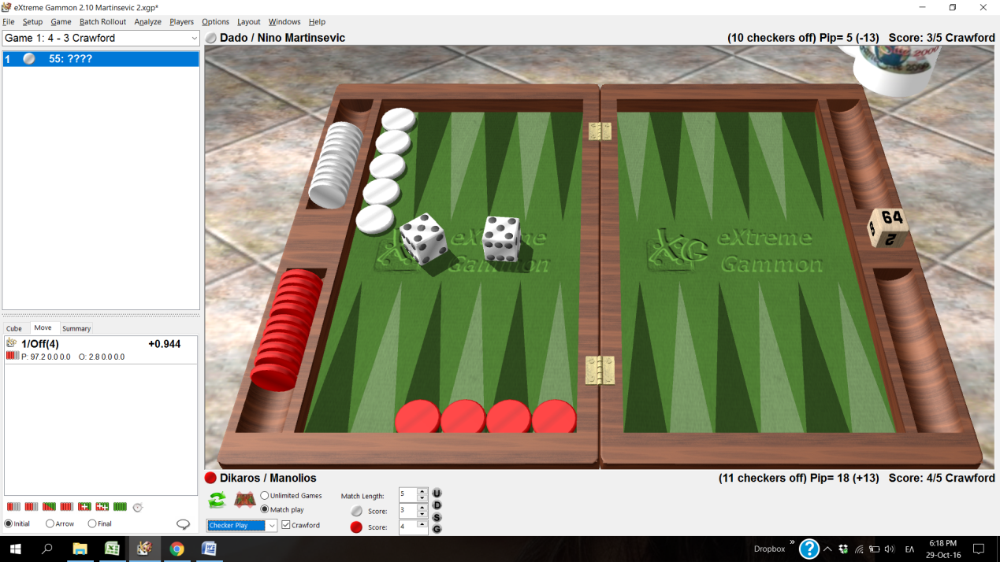 eXtreme Gammon 2.10 Martinsevic 2.xgp*
File Setup Game Batch Rollout Analyze Players Options Layout Windows Help
Game 1: 4 - 3 Crawford
Dado / Nino Martinsevic (10 checkers off) Pip= 5 (-13) Score: 3/5 Crawford
1 55: ????
2000
64
8
2
eXtreme
Gammon
XG eXtreme
Gammon
Cube Move Summary
1/Off(4) +0.944
P: 97.2 0.0 0.0 O: 2.8 0.0 0.0
Dikaros / Manolios (11 checkers off) Pip= 18 (+13) Score: 4/5 Crawford
Unlimited Games
Match play
Match Length: 5 U
D
Score: 3 S
Score: 4 G
Initial Arrow Final
Checker Play Crawford
Dropbox » ? ΕΛ 6:18 PM
29-Oct-16